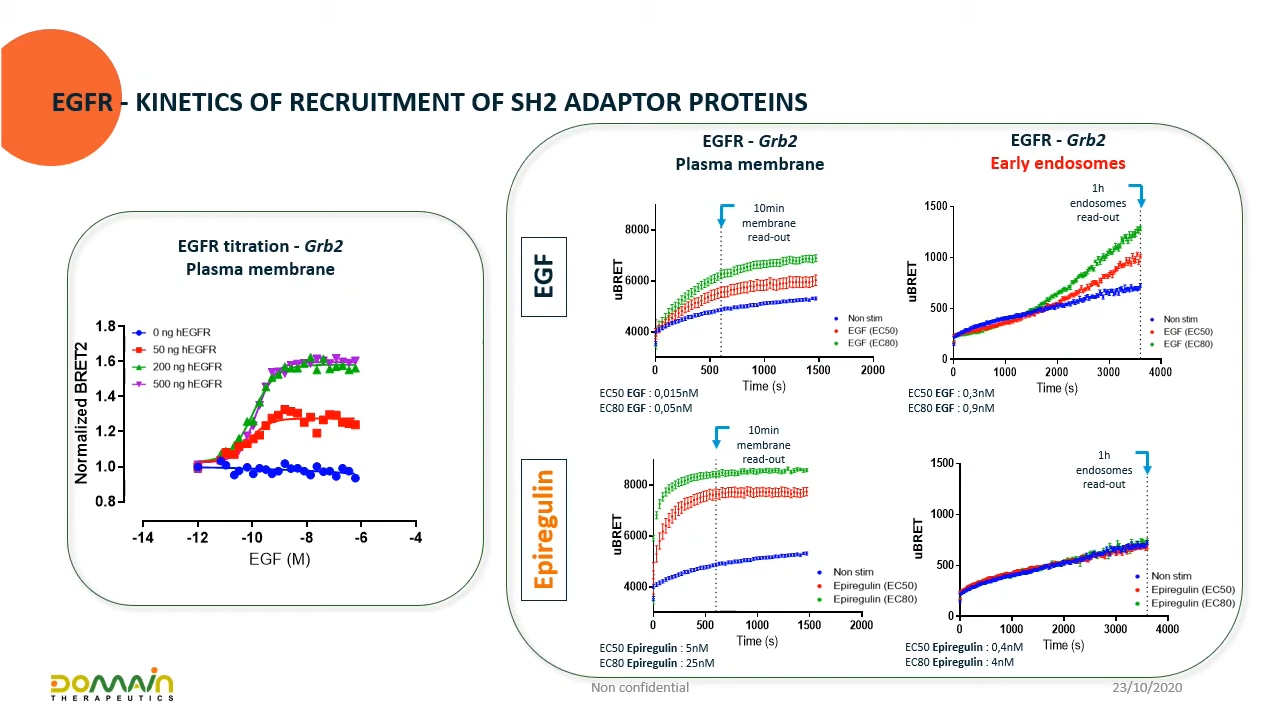 EGFR - KINETICS OF RECRUITMENT OF SH2 ADAPTOR PROTEINS
EGFR titration - Grb2
Plasma membrane
1.8
1.6
1.4
1.2
1.0
0.8
Normalized BRET2
0 ng hEGFR
50 ng hEGFR
200 ng hEGFR
500 ng hEGFR
-14 -12 -10 -8 -6 -4
EGF (M)
EGFR - Grb2
Plasma membrane
EGFR - Grb2
Early endosomes
EGF
10min
membrane
read-out
8000
6000
4000
uBRET
Non stim
EGF (EC50)
EGF (EC80)
0 500 1000 1500 2000
Time (s)
EC50 EGF : 0,015nM
EC80 EGF : 0,05nM
1h
endosomes
read-out
1500
1000
500
0
uBRET
Non stim
EGF (EC50)
EGF (EC80)
0 1000 2000 3000 4000
Time (s)
EC50 EGF : 0,3nM
EC80 EGF : 0,9nM
Epiregulin
10min
membrane
read-out
8000
6000
4000
uBRET
Non stim
Epiregulin (EC50)
Epiregulin (EC80)
0 500 1000 1500 2000
Time (s)
EC50 Epiregulin : 5nM
EC80 Epiregulin : 25nM
1h
endosomes
read-out
1500
1000
500
0
uBRET
Non stim
Epiregulin (EC50)
Epiregulin (EC80)
0 1000 2000 3000 4000
Time (s)
EC50 Epiregulin : 0,4nM
EC80 Epiregulin : 4nM
DOMAIN
THERAPEUTICS
Non confidential
23/10/2020